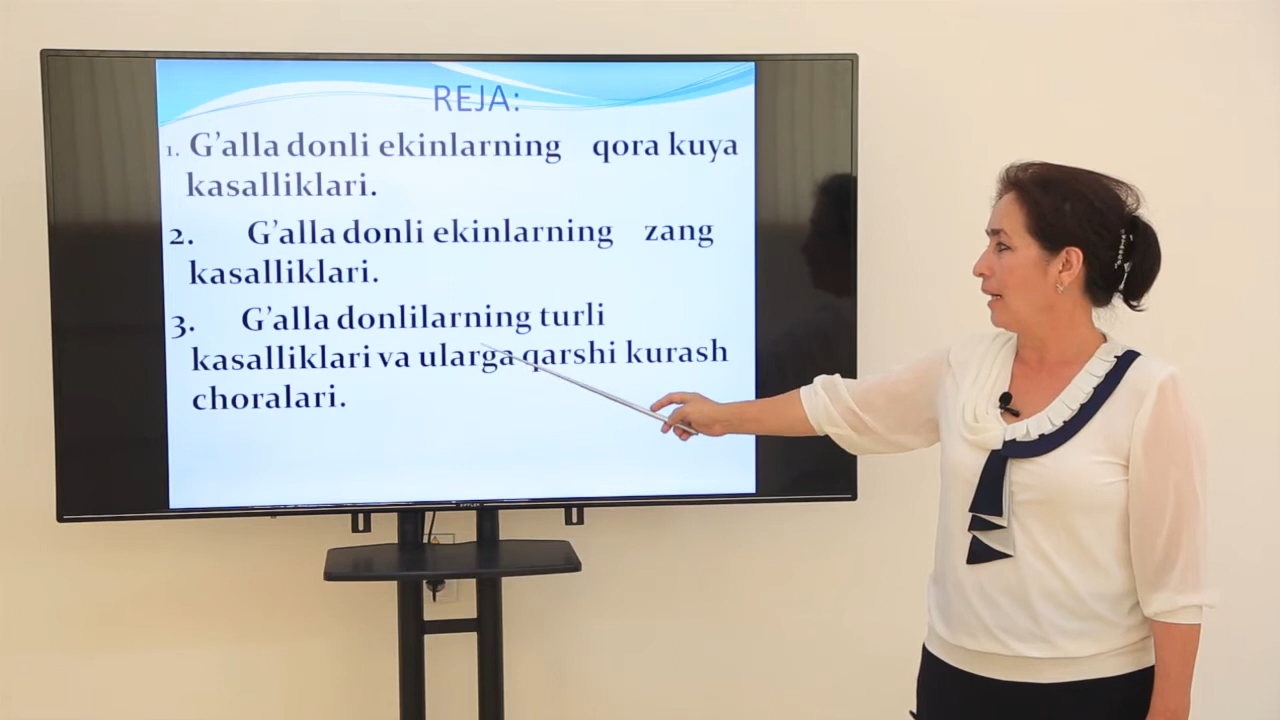 REJA:
1. G’alla donli ekinlarning qora kuya
kasalliklari.
2. G’alla donli ekinlarning zang
kasalliklari.
3. G’alla donlilarning turli
kasalliklari va ularga qarshi kurash
choralari.